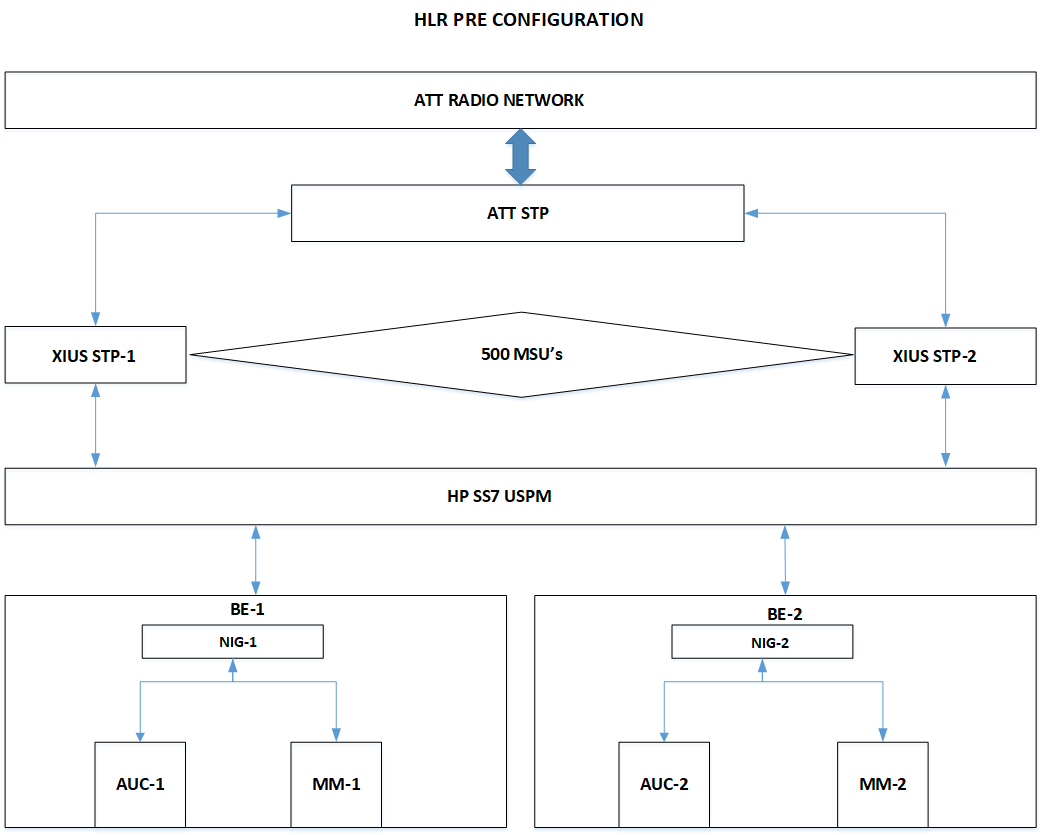 HLR PRE CONFIGURATION
ATT RADIO NETWORK
ATT STP
XIUS STP-1
500 MSU’s
XIUS STP-2
HP SS7 USPM
BE-1
BE-2
NIG-1
NIG-2
AUC-1
MM-1
AUC-2
MM-2